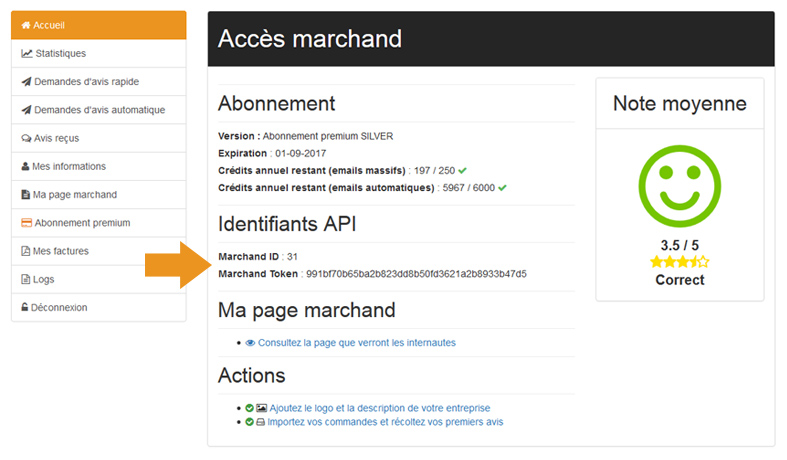 Accueil
Statistiques
Demandes d'avis rapide
Demandes d'avis automatique
Avis reçus
Mes informations
Ma page marchand
Abonnement premium
Mes factures
Logs
Déconnexion
Accès marchand
Abonnement
Version : Abonnement premium SILVER
Expiration : 01-09-2017
Crédits annuel restant (emails massifs) : 197 / 250
Crédits annuel restant (emails automatiques) : 5967 / 6000
Identifiants API
Marchand ID : 31
Marchand Token : 991bf70b65ba2b823dd8b50fd3621a2b8933b47d5
Ma page marchand
Consultez la page que verront les internautes
Actions
Ajoutez le logo et la description de votre entreprise
Importez vos commandes et récoltez vos premiers avis
Note moyenne
3.5 / 5
Correct